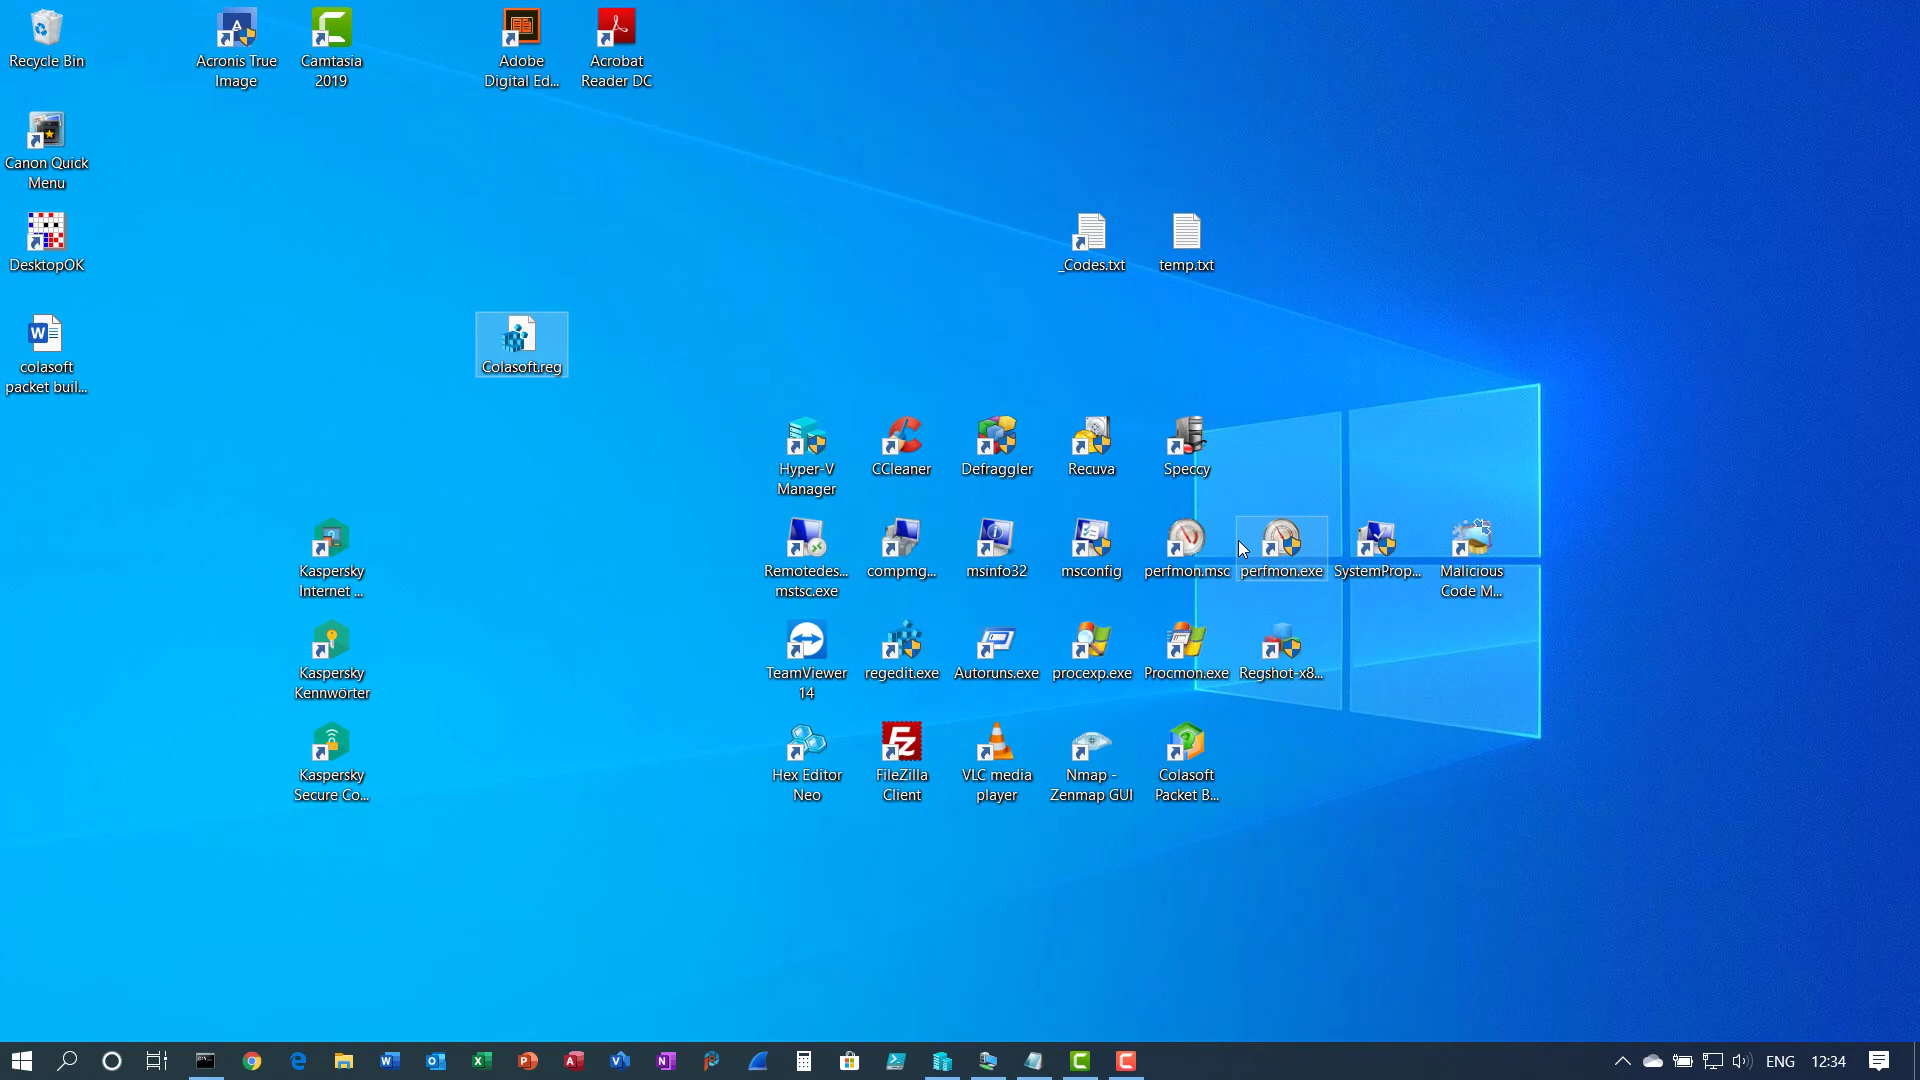 Recycle Bin
Acronis True
Image
Camtasia
2019
Adobe
Digital Ed...
Acrobat
Reader DC
Canon Quick
Menu
DesktopOK
_Codes.txt
temp.txt
colasoft
packet buil...
Colasoft.reg
Hyper-V
Manager
CCleaner
Defraggler
Recuva
Speccy
Kaspersky
Internet ...
Remotedes...
mstsc.exe
compmg...
msinfo32
msconfig
perfmon.msc
perfmon.exe
SystemProp...
Malicious
Code M...
Kaspersky
Kennwörter
TeamViewer
14
regedit.exe
Autoruns.exe
procexp.exe
Procmon.exe
Regshot-x8...
Kaspersky
Secure Co...
Hex Editor
Neo
FileZilla
Client
VLC media
player
Nmap -
Zenmap GUI
Colasoft
Packet B...
ENG
12:34